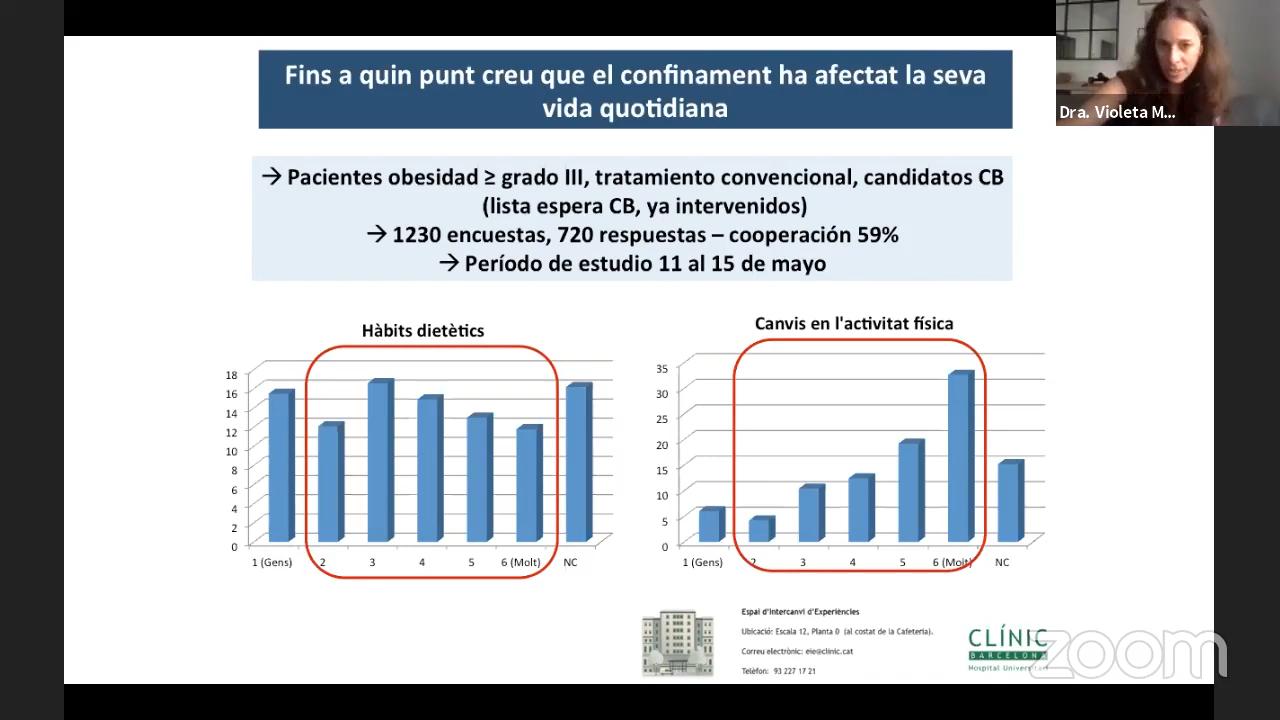 Fins a quin punt creu que el confinament ha afectat la seva
vida quotidiana
Dra. Violeta M...
→ Pacientes obesidad ≥ grado III, tratamiento convencional, candidatos CB
(lista espera CB, ya intervenidos)
→ 1230 encuestas, 720 respuestas – cooperación 59%
→ Período de estudio 11 al 15 de mayo
Hàbits dietètics
18
16
14
12
10
8
6
4
2
0
1 (Gens) 2 3 4 5 6 (Molt) NC
Canvis en l'activitat física
35
30
25
20
15
10
5
0
1 (Gens) 2 3 4 5 6 (Molt) NC
Espai d'Intercanvi d'Experiències
Ubicació: Escala 12, Planta 0 (al costat de la Cafeteria).
Correu electrònic: eie@clinic.cat
Telèfon: 93 227 17 21
CLÍNIC
BARCELONA
Hospital Universitari
zoom